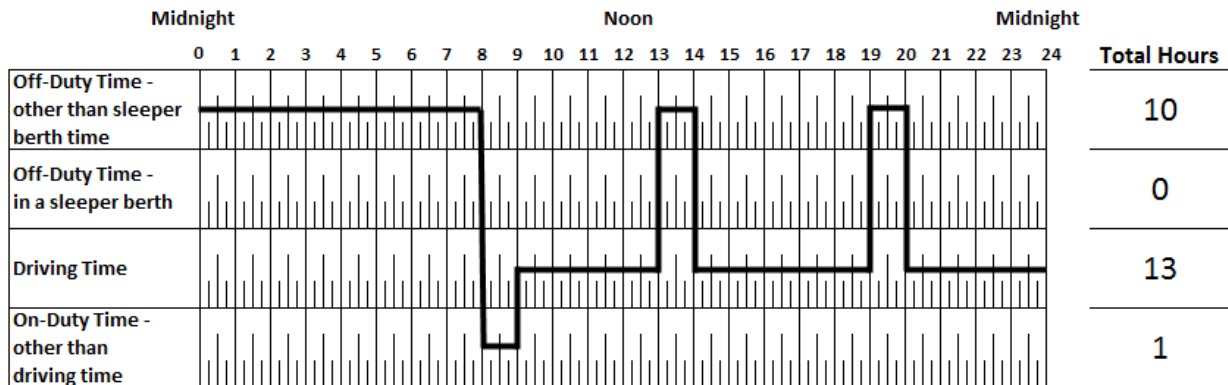 Midnight Noon Midnight
0 1 2 3 4 5 6 7 8 9 10 11 12 13 14 15 16 17 18 19 20 21 22 23 24 Total Hours
Off-Duty Time -
other than sleeper
berth time
10
Off-Duty Time -
in a sleeper berth
0
Driving Time
13
On-Duty Time -
other than
driving time
1